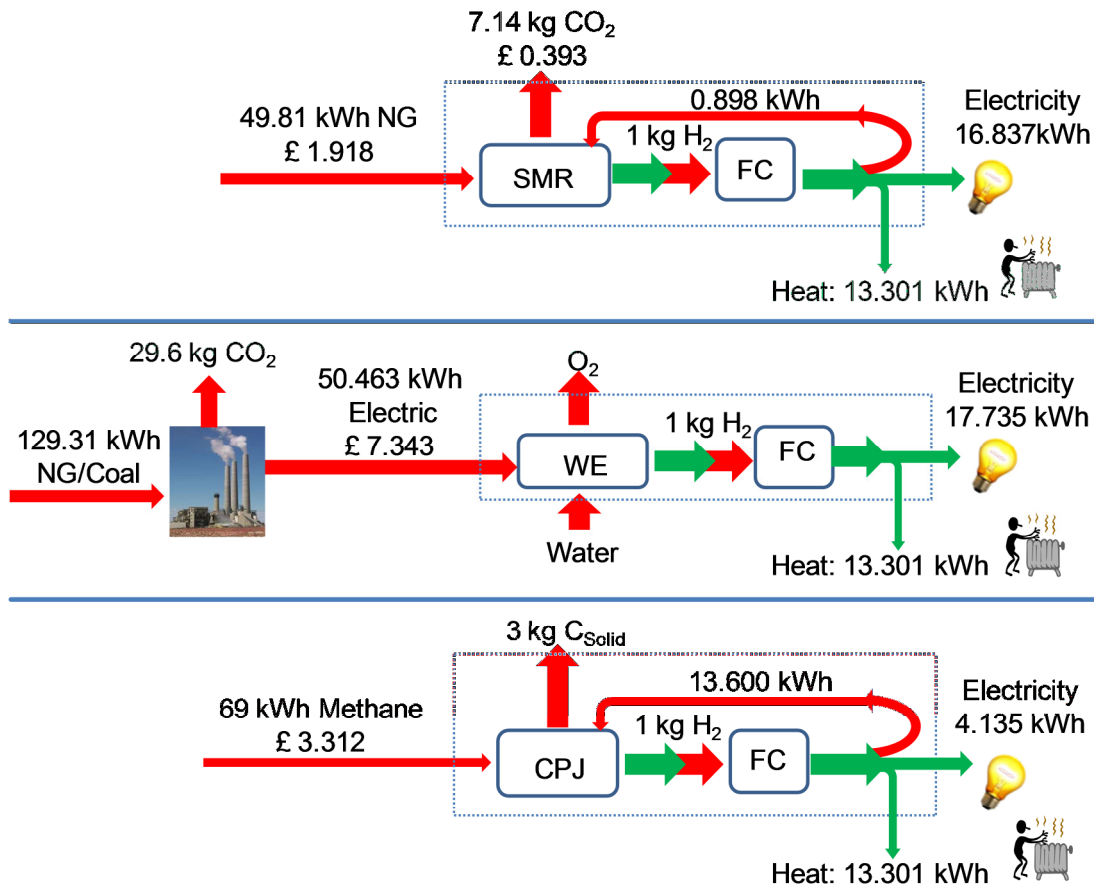 7.14 kg CO₂
£ 0.393
49.81 kWh NG
£ 1.918
0.898 kWh
1 kg H₂
SMR
FC
Electricity
16.837kWh
Heat: 13.301 kWh
29.6 kg CO₂
129.31 kWh
NG/Coal
50.463 kWh
Electric
£ 7.343
O₂
1 kg H₂
WE
FC
Water
Electricity
17.735 kWh
Heat: 13.301 kWh
3 kg C_Solid
69 kWh Methane
£ 3.312
13.600 kWh
1 kg H₂
CPJ
FC
Electricity
4.135 kWh
Heat: 13.301 kWh